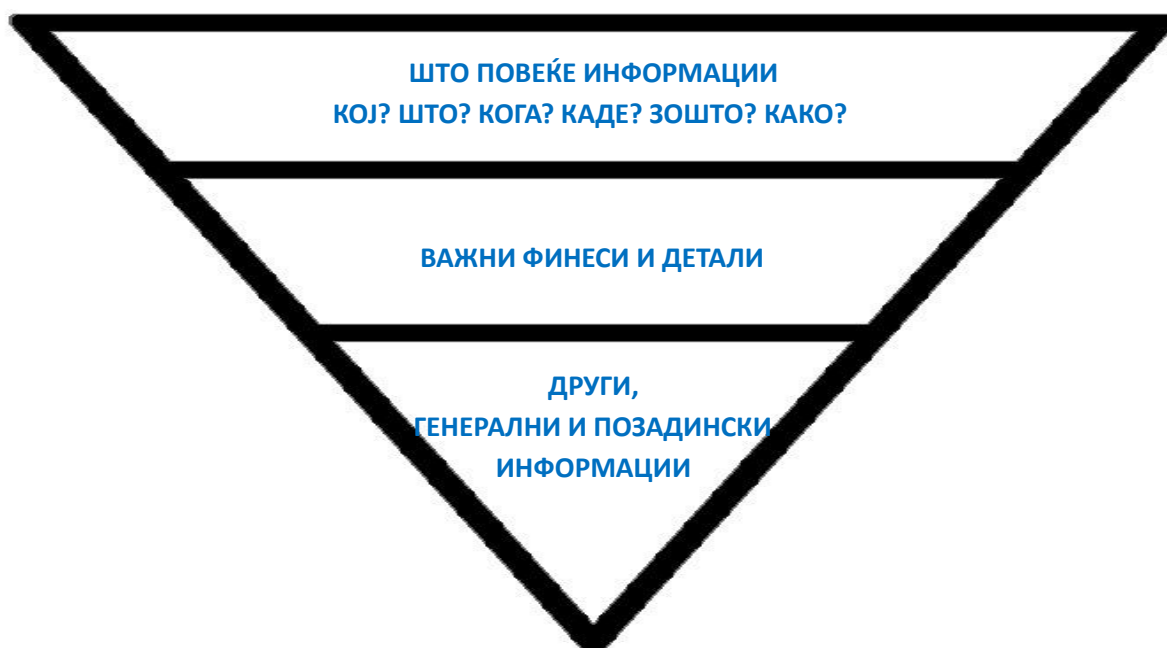 ШТО ПОВЕЌЕ ИНФОРМАЦИИ
КОЈ? ШТО? КОГА? КАДЕ? ЗОШТО? КАКО?
ВАЖНИ ФИНЕСИ И ДЕТАЛИ
ДРУГИ,
ГЕНЕРАЛНИ И ПОЗАДИНСКИ
ИНФОРМАЦИИ